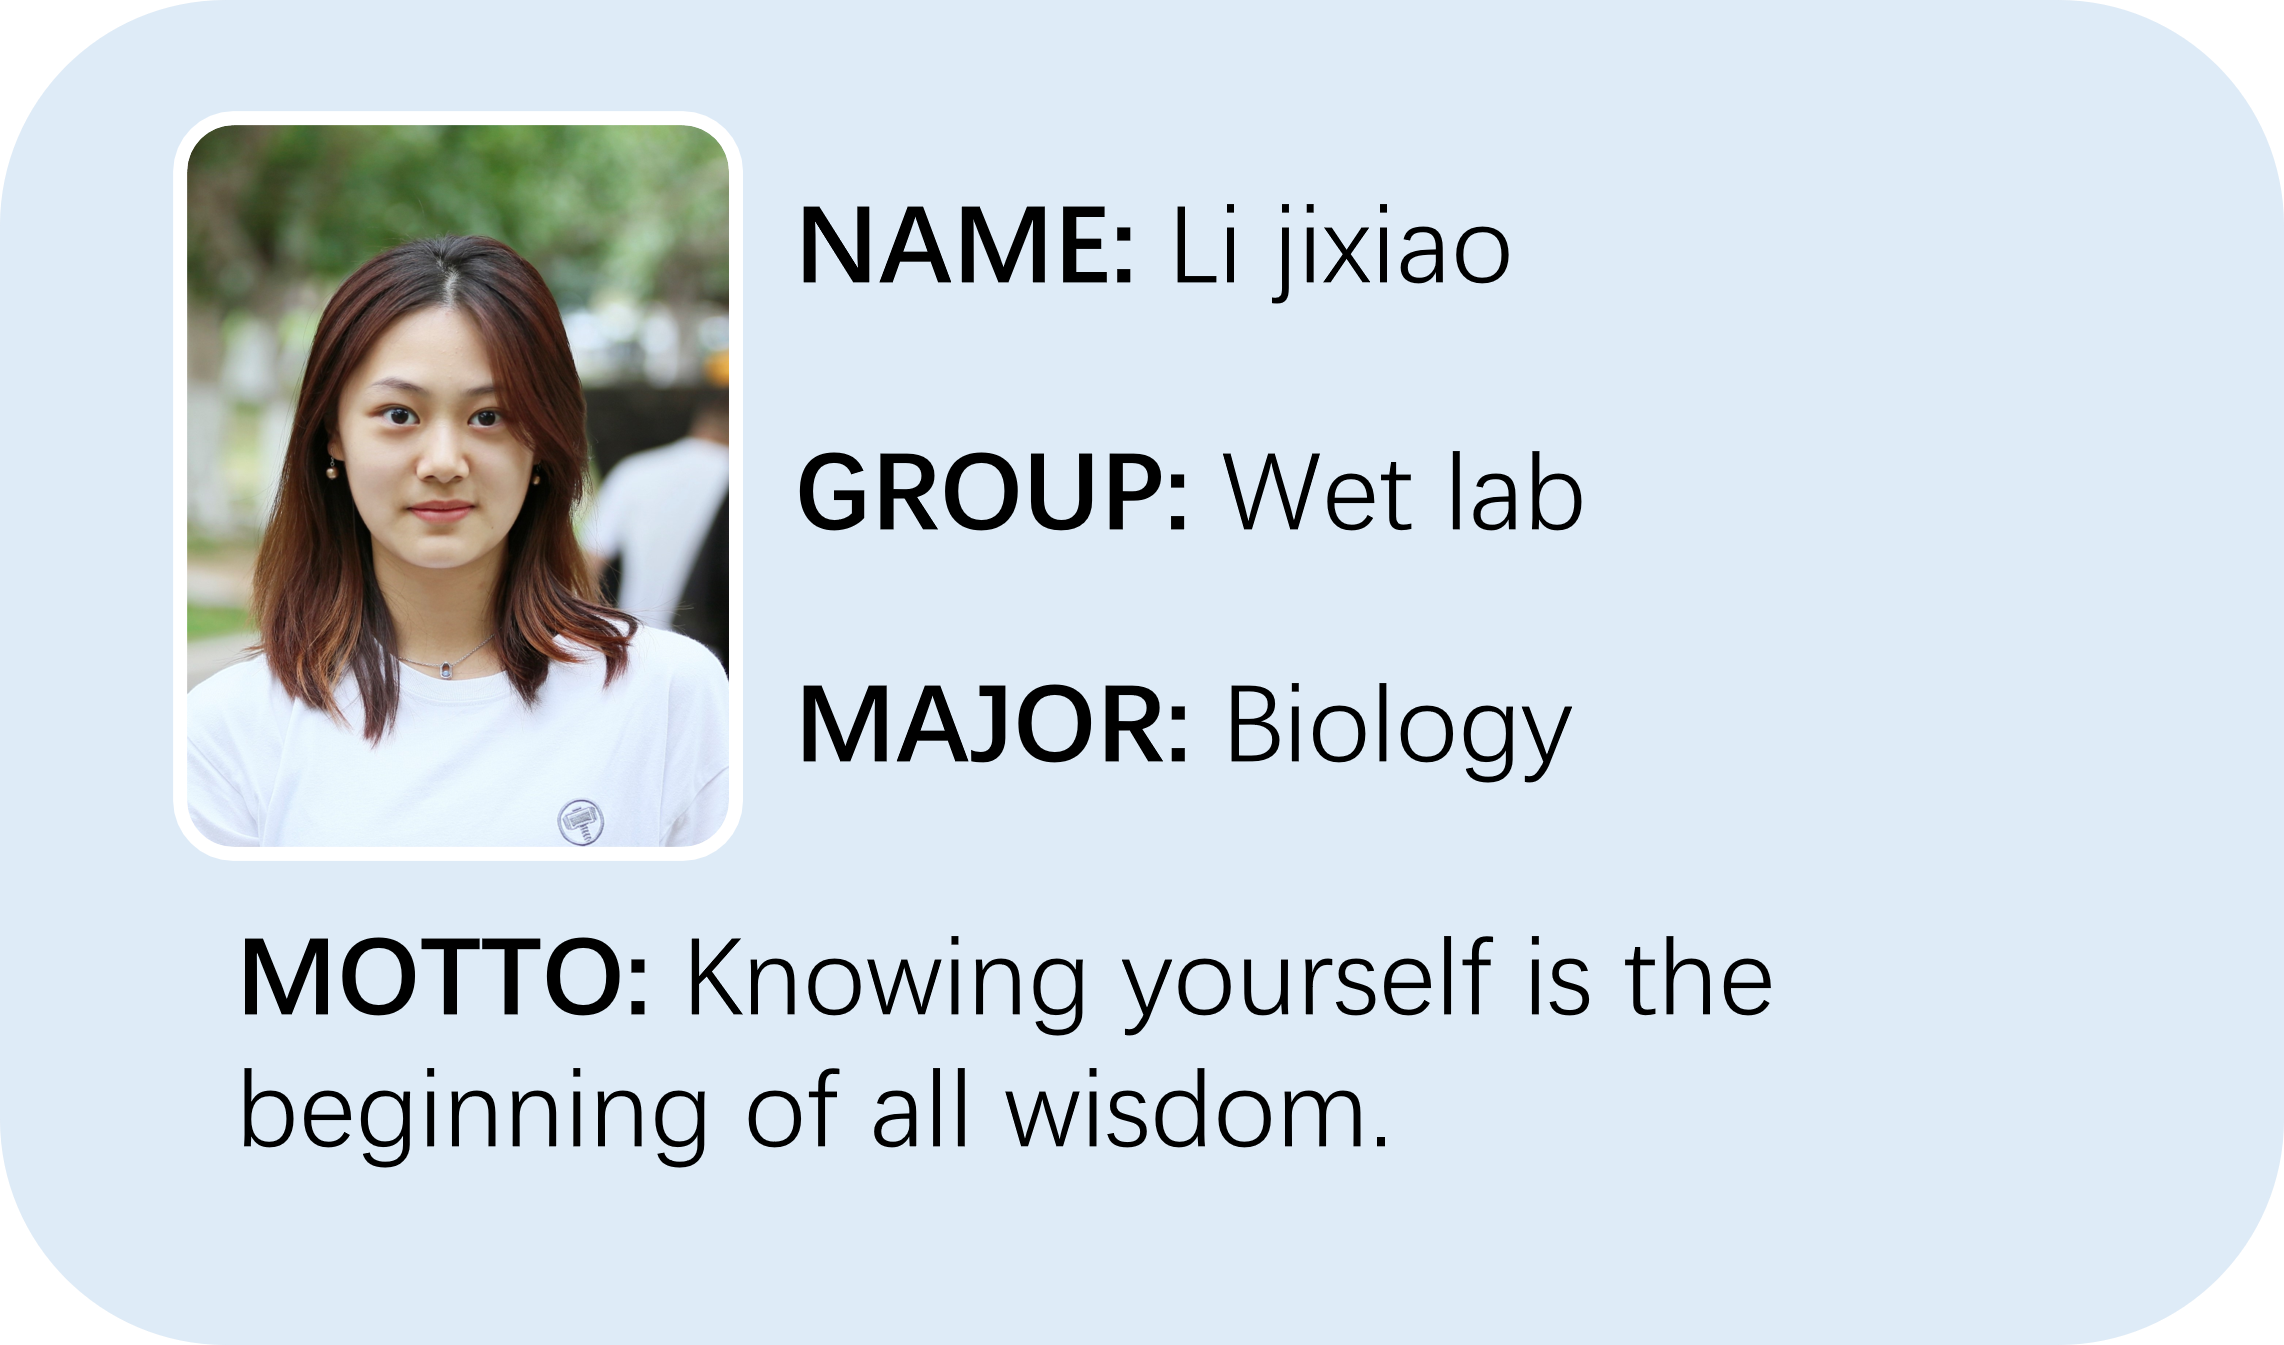 NAME: Li jixiao
GROUP: Wet lab
MAJOR: Biology
MOTTO: Knowing yourself is the
beginning of all wisdom.